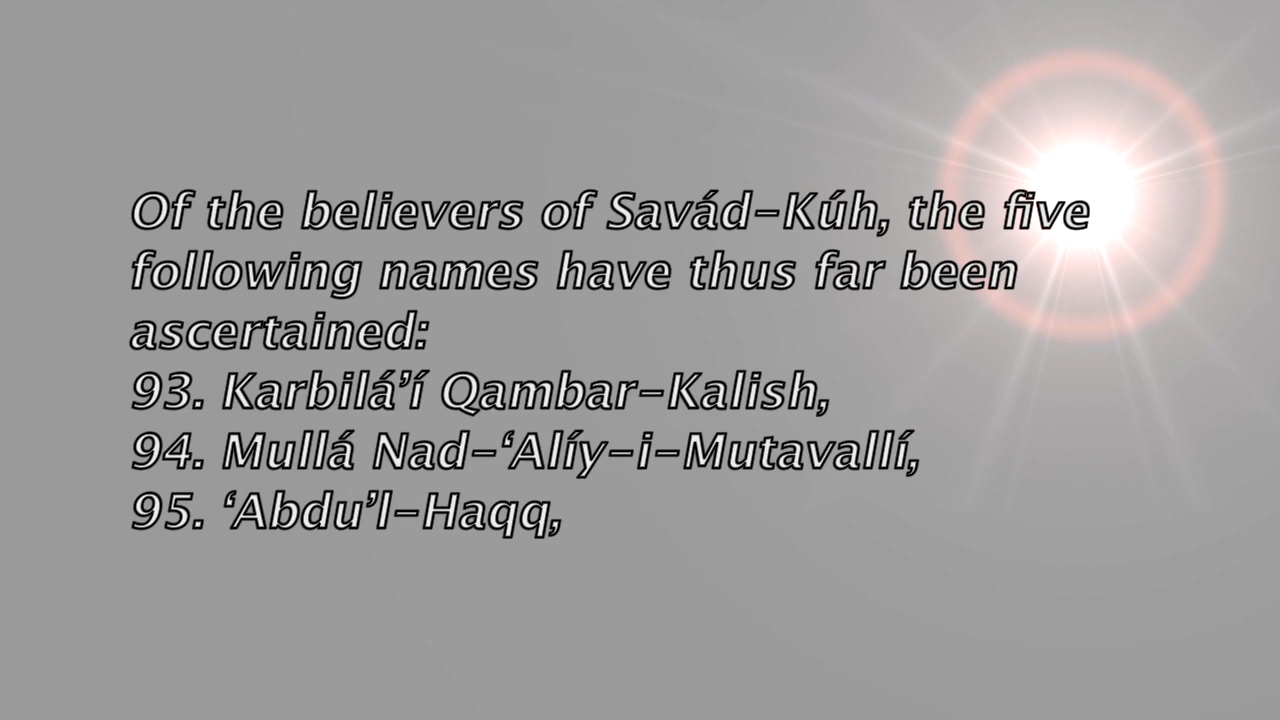 Of the believers of Savád-Kúh, the five
following names have thus far been
ascertained:
93. Karbilá’í Qambar-Kalish,
94. Mullá Nad-‘Alíy-i-Mutavallí,
95. ‘Abdu’l-Haqq,